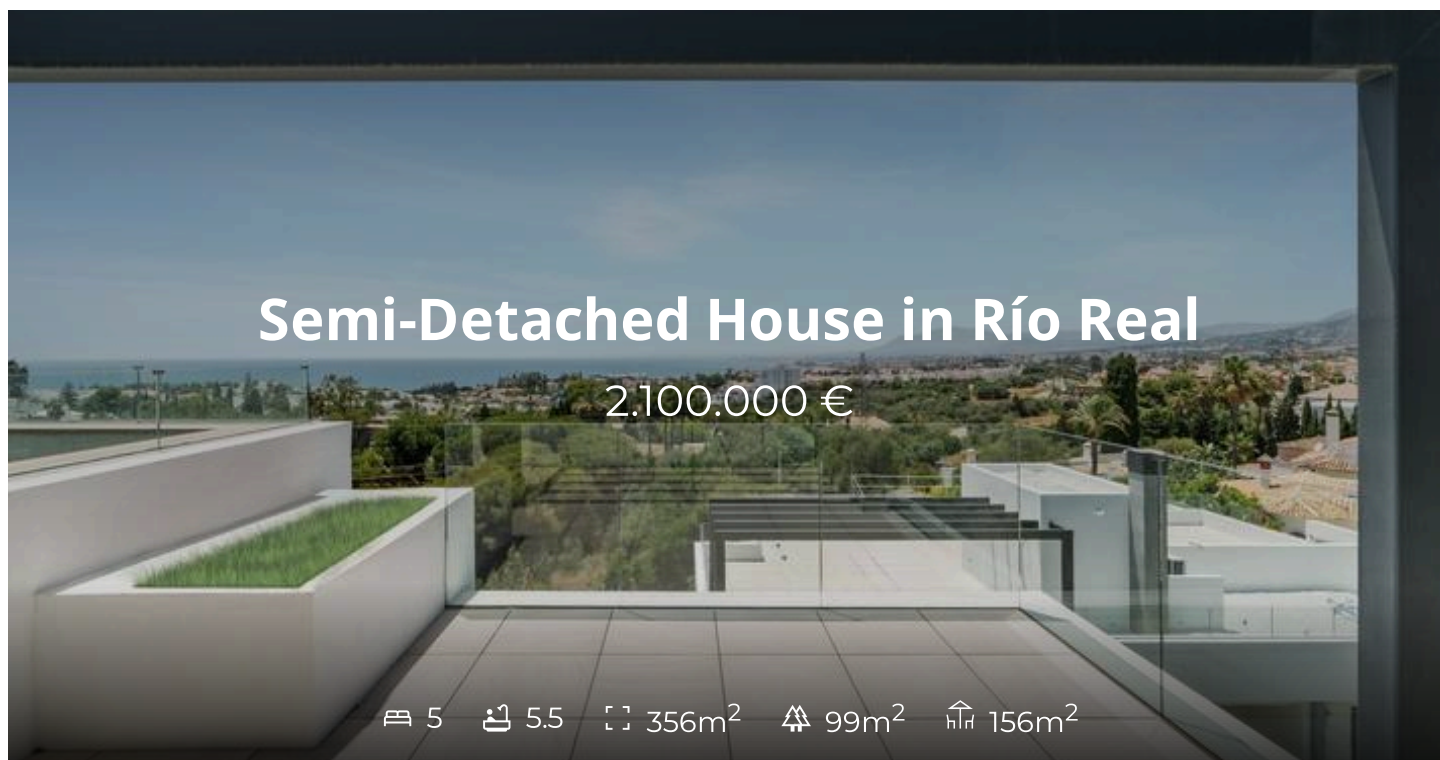 Semi-Detached House in Río Real
2.100.000 €
5 5.5 356m² 99m² 156m²